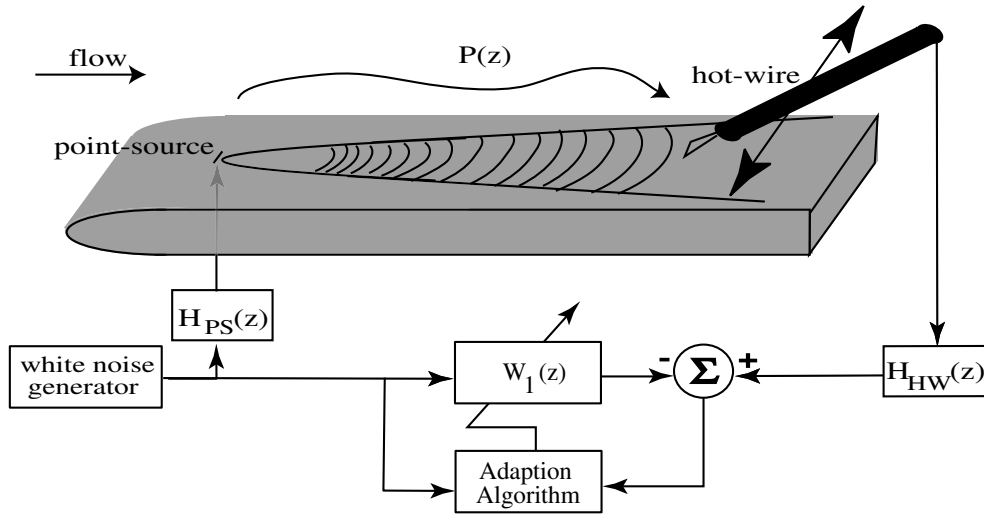 flow
P(z)
hot-wire
point-source
H_PS(z)
white noise
generator
W_1(z)
-
Σ
+
H_HW(z)
Adaption
Algorithm